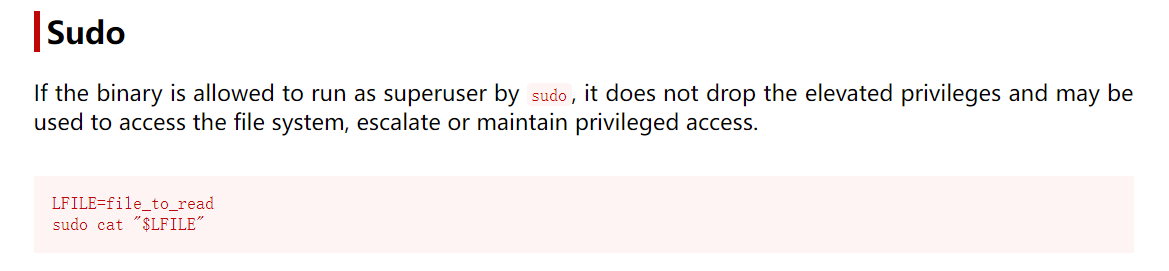 Sudo
If the binary is allowed to run as superuser by sudo, it does not drop the elevated privileges and may be
used to access the file system, escalate or maintain privileged access.
LFILE=file_to_read
sudo cat "$LFILE"